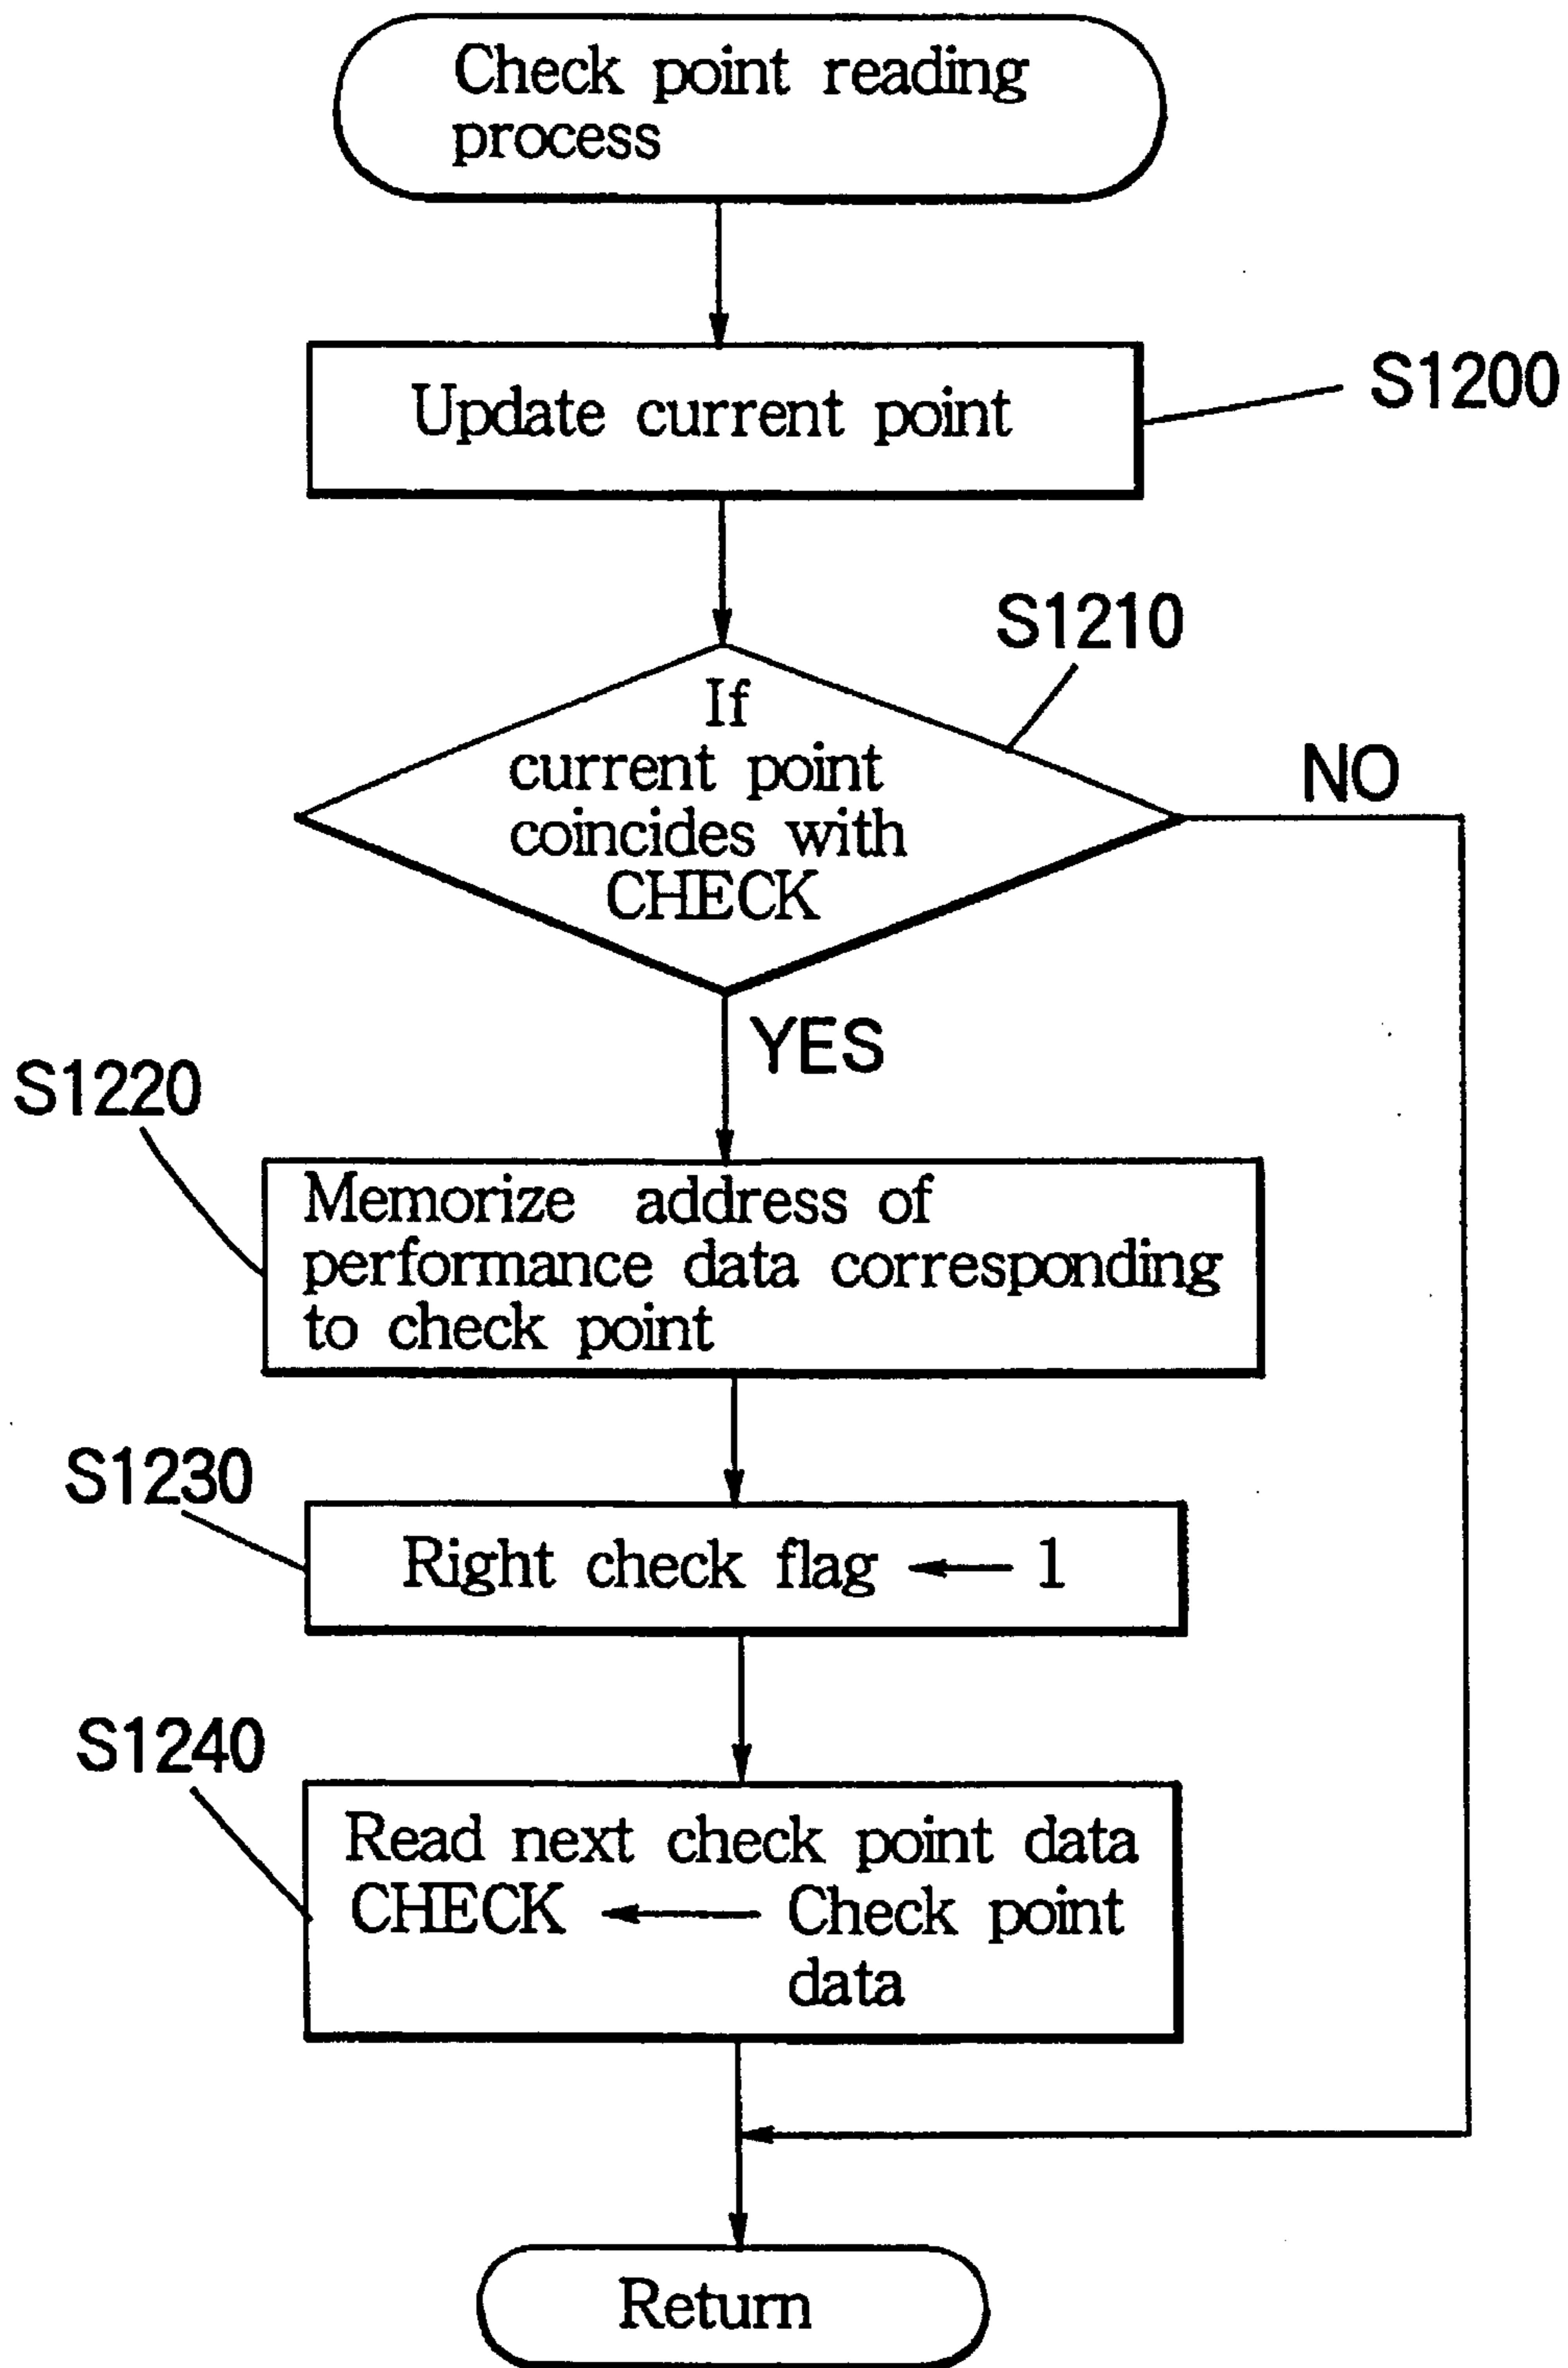 Check point reading
process
Update current point
S1200
S1210
If
current point
coincides with
CHECK
NO
YES
S1220
Memorize address of
performance data corresponding
to check point
S1230
Right check flag ← 1
S1240
Read next check point data
CHECK ← Check point
data
Return